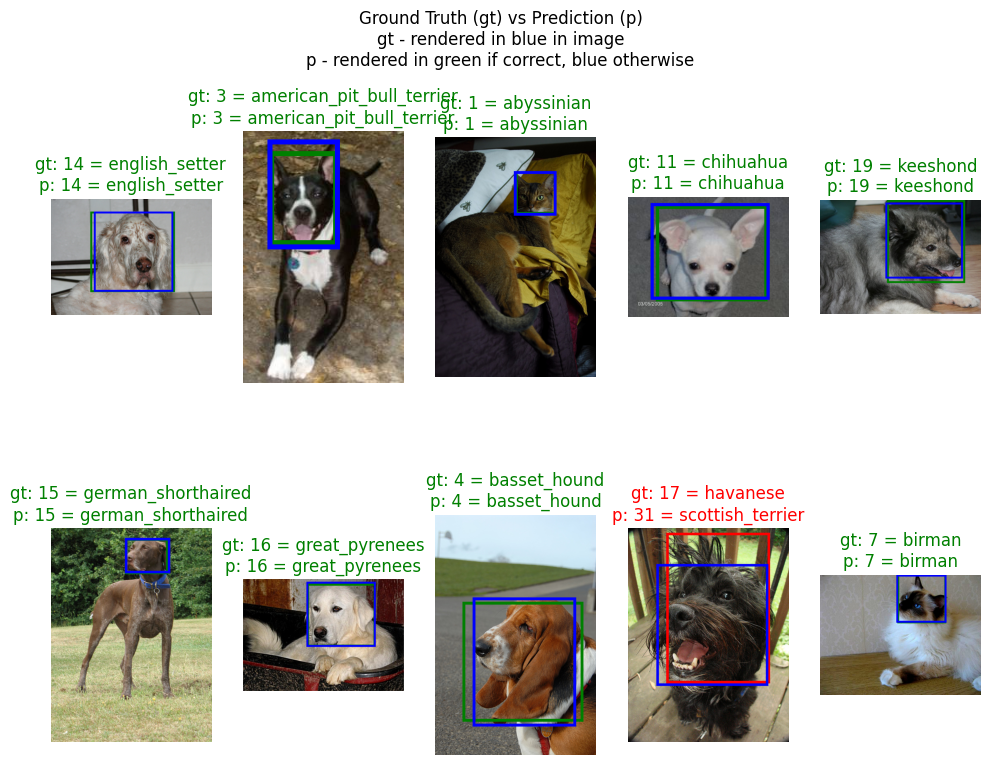 Ground Truth (gt) vs Prediction (p)
gt - rendered in blue in image
p - rendered in green if correct, blue otherwise
gt: 14 = english_setter
p: 14 = english_setter
gt: 3 = american_pit_bull_terrier
p: 3 = american_pit_bull_terrier
gt: 1 = abyssinian
p: 1 = abyssinian
gt: 11 = chihuahua
p: 11 = chihuahua
gt: 19 = keeshond
p: 19 = keeshond
gt: 15 = german_shorthaired
p: 15 = german_shorthaired
gt: 16 = great_pyrenees
p: 16 = great_pyrenees
gt: 4 = basset_hound
p: 4 = basset_hound
gt: 17 = havanese
p: 31 = scottish_terrier
gt: 7 = birman
p: 7 = birman